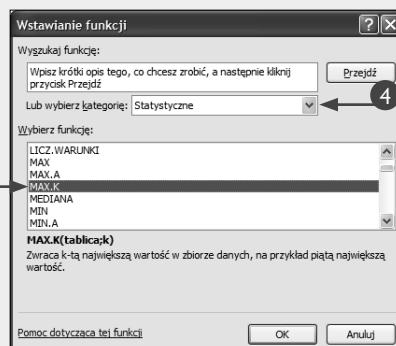 Wstawianie funkcji
Wyszukaj funkcję:
Wpisz krótki opis tego, co chcesz zrobić, a następnie kliknij
przycisk Przejdź
Przejdź
Lub wybierz kategorię: Statystyczne
4
Wybierz funkcję:
LICZ.WARUNKI
MAX
MAX.A
MAX.K
MEDIANA
MIN
MIN.A
MAX.K(tablica;k)
Zwraca k-tą największą wartość w zbiorze danych, na przykład piątą największą
wartość.
Pomoc dotycząca tej funkcji
OK
Anuluj